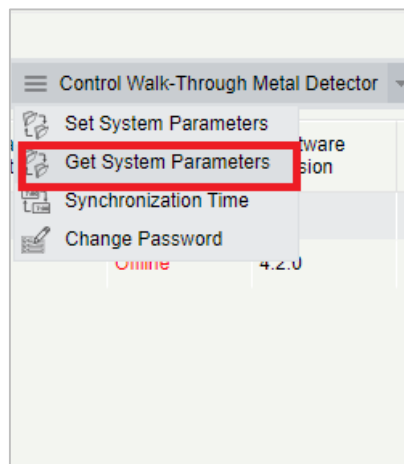 Control Walk-Through Metal Detector
Set System Parameters
Get System Parameters
Synchronization Time
Change Password
Offline
4.2.0